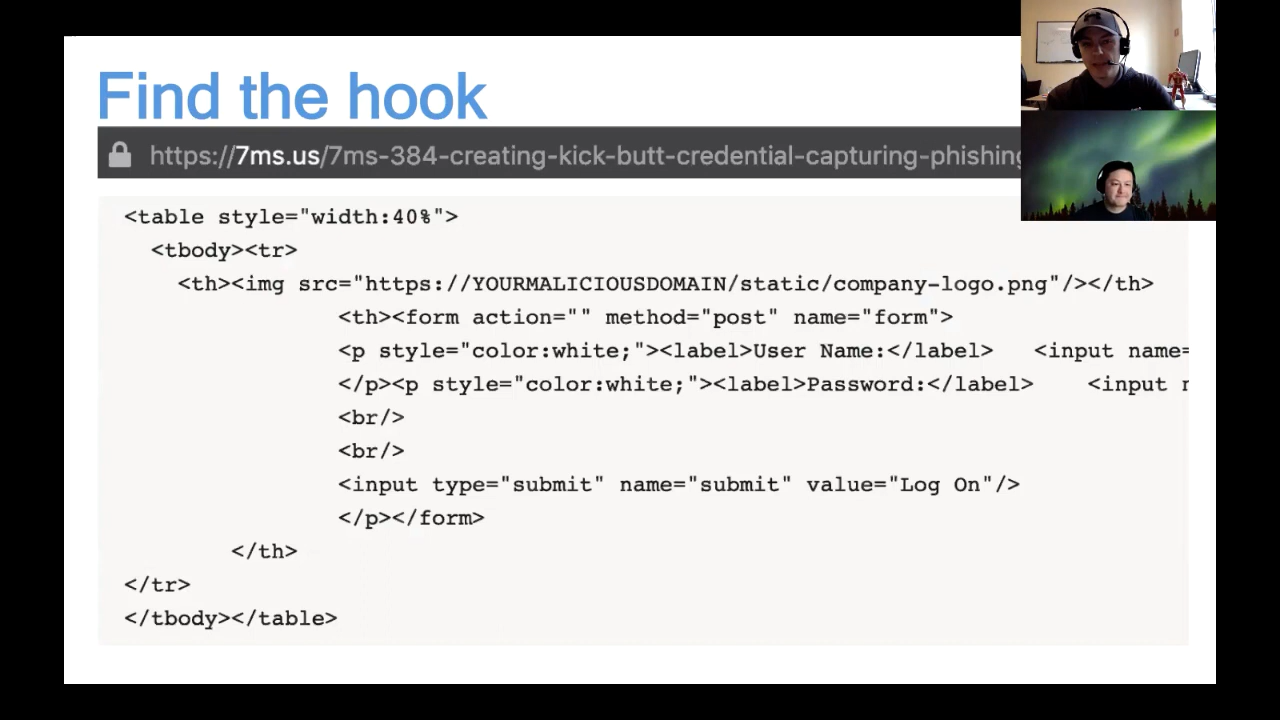 Find the hook
https://7ms.us/7ms-384-creating-kick-butt-credential-capturing-phishing
<table style="width:40%">
<tbody><tr>
<th><img src="https://YOURMALICIOUSDOMAIN/static/company-logo.png"/></th>
<th><form action="" method="post" name="form">
<p style="color:white;"><label>User Name:</label> <input name=
</p><p style="color:white;"><label>Password:</label> <input n
<br/>
<br/>
<input type="submit" name="submit" value="Log On"/>
</p></form>
</th>
</tr>
</tbody></table>